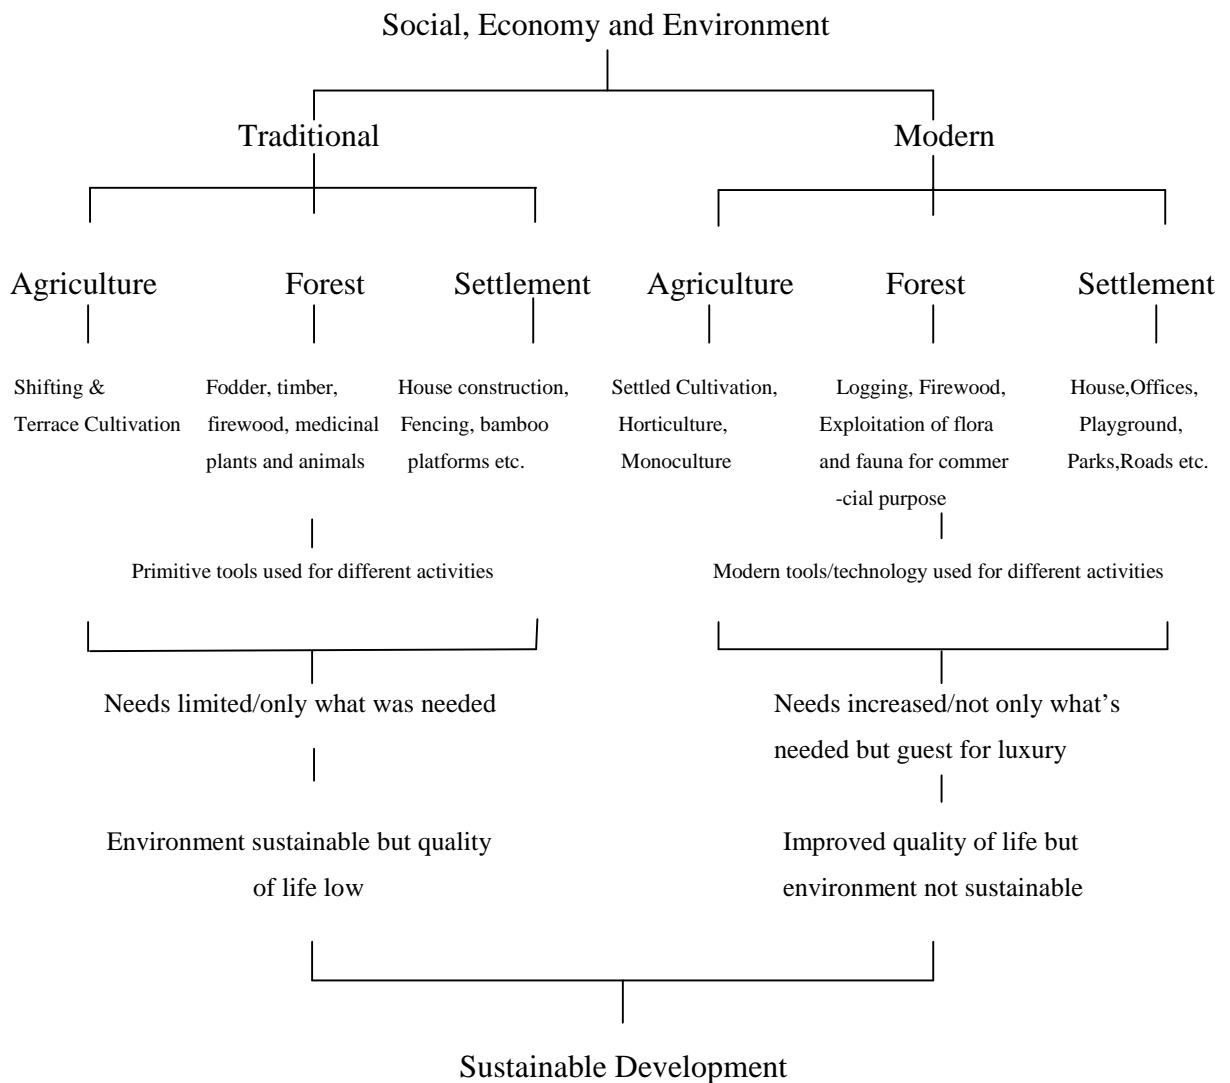 Social, Economy and Environment
Traditional
Modern
Agriculture
Forest
Settlement
Agriculture
Forest
Settlement
Shifting &
Terrace Cultivation
Fodder, timber,
firewood, medicinal
plants and animals
House construction,
Fencing, bamboo
platforms etc.
Settled Cultivation,
Horticulture,
Monoculture
Logging, Firewood,
Exploitation of flora
and fauna for commer
-cial purpose
House,Offices,
Playground,
Parks,Roads etc.
Primitive tools used for different activities
Modern tools/technology used for different activities
Needs limited/only what was needed
Needs increased/not only what’s
needed but guest for luxury
Environment sustainable but quality
of life low
Improved quality of life but
environment not sustainable
Sustainable Development